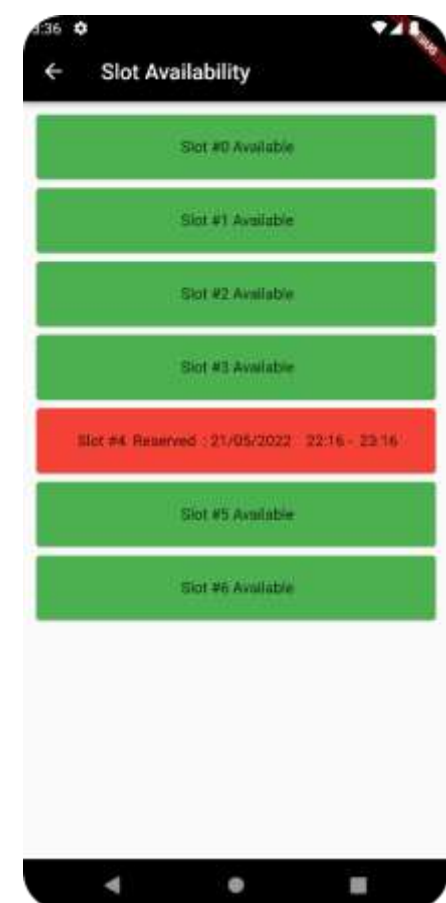 :36
Slot Availability
Slot #0 Available
Slot #1 Available
Slot #2 Available
Slot #3 Available
Slot #4 Reserved : 21/05/2022 22:16 - 23:16
Slot #5 Available
Slot #6 Available